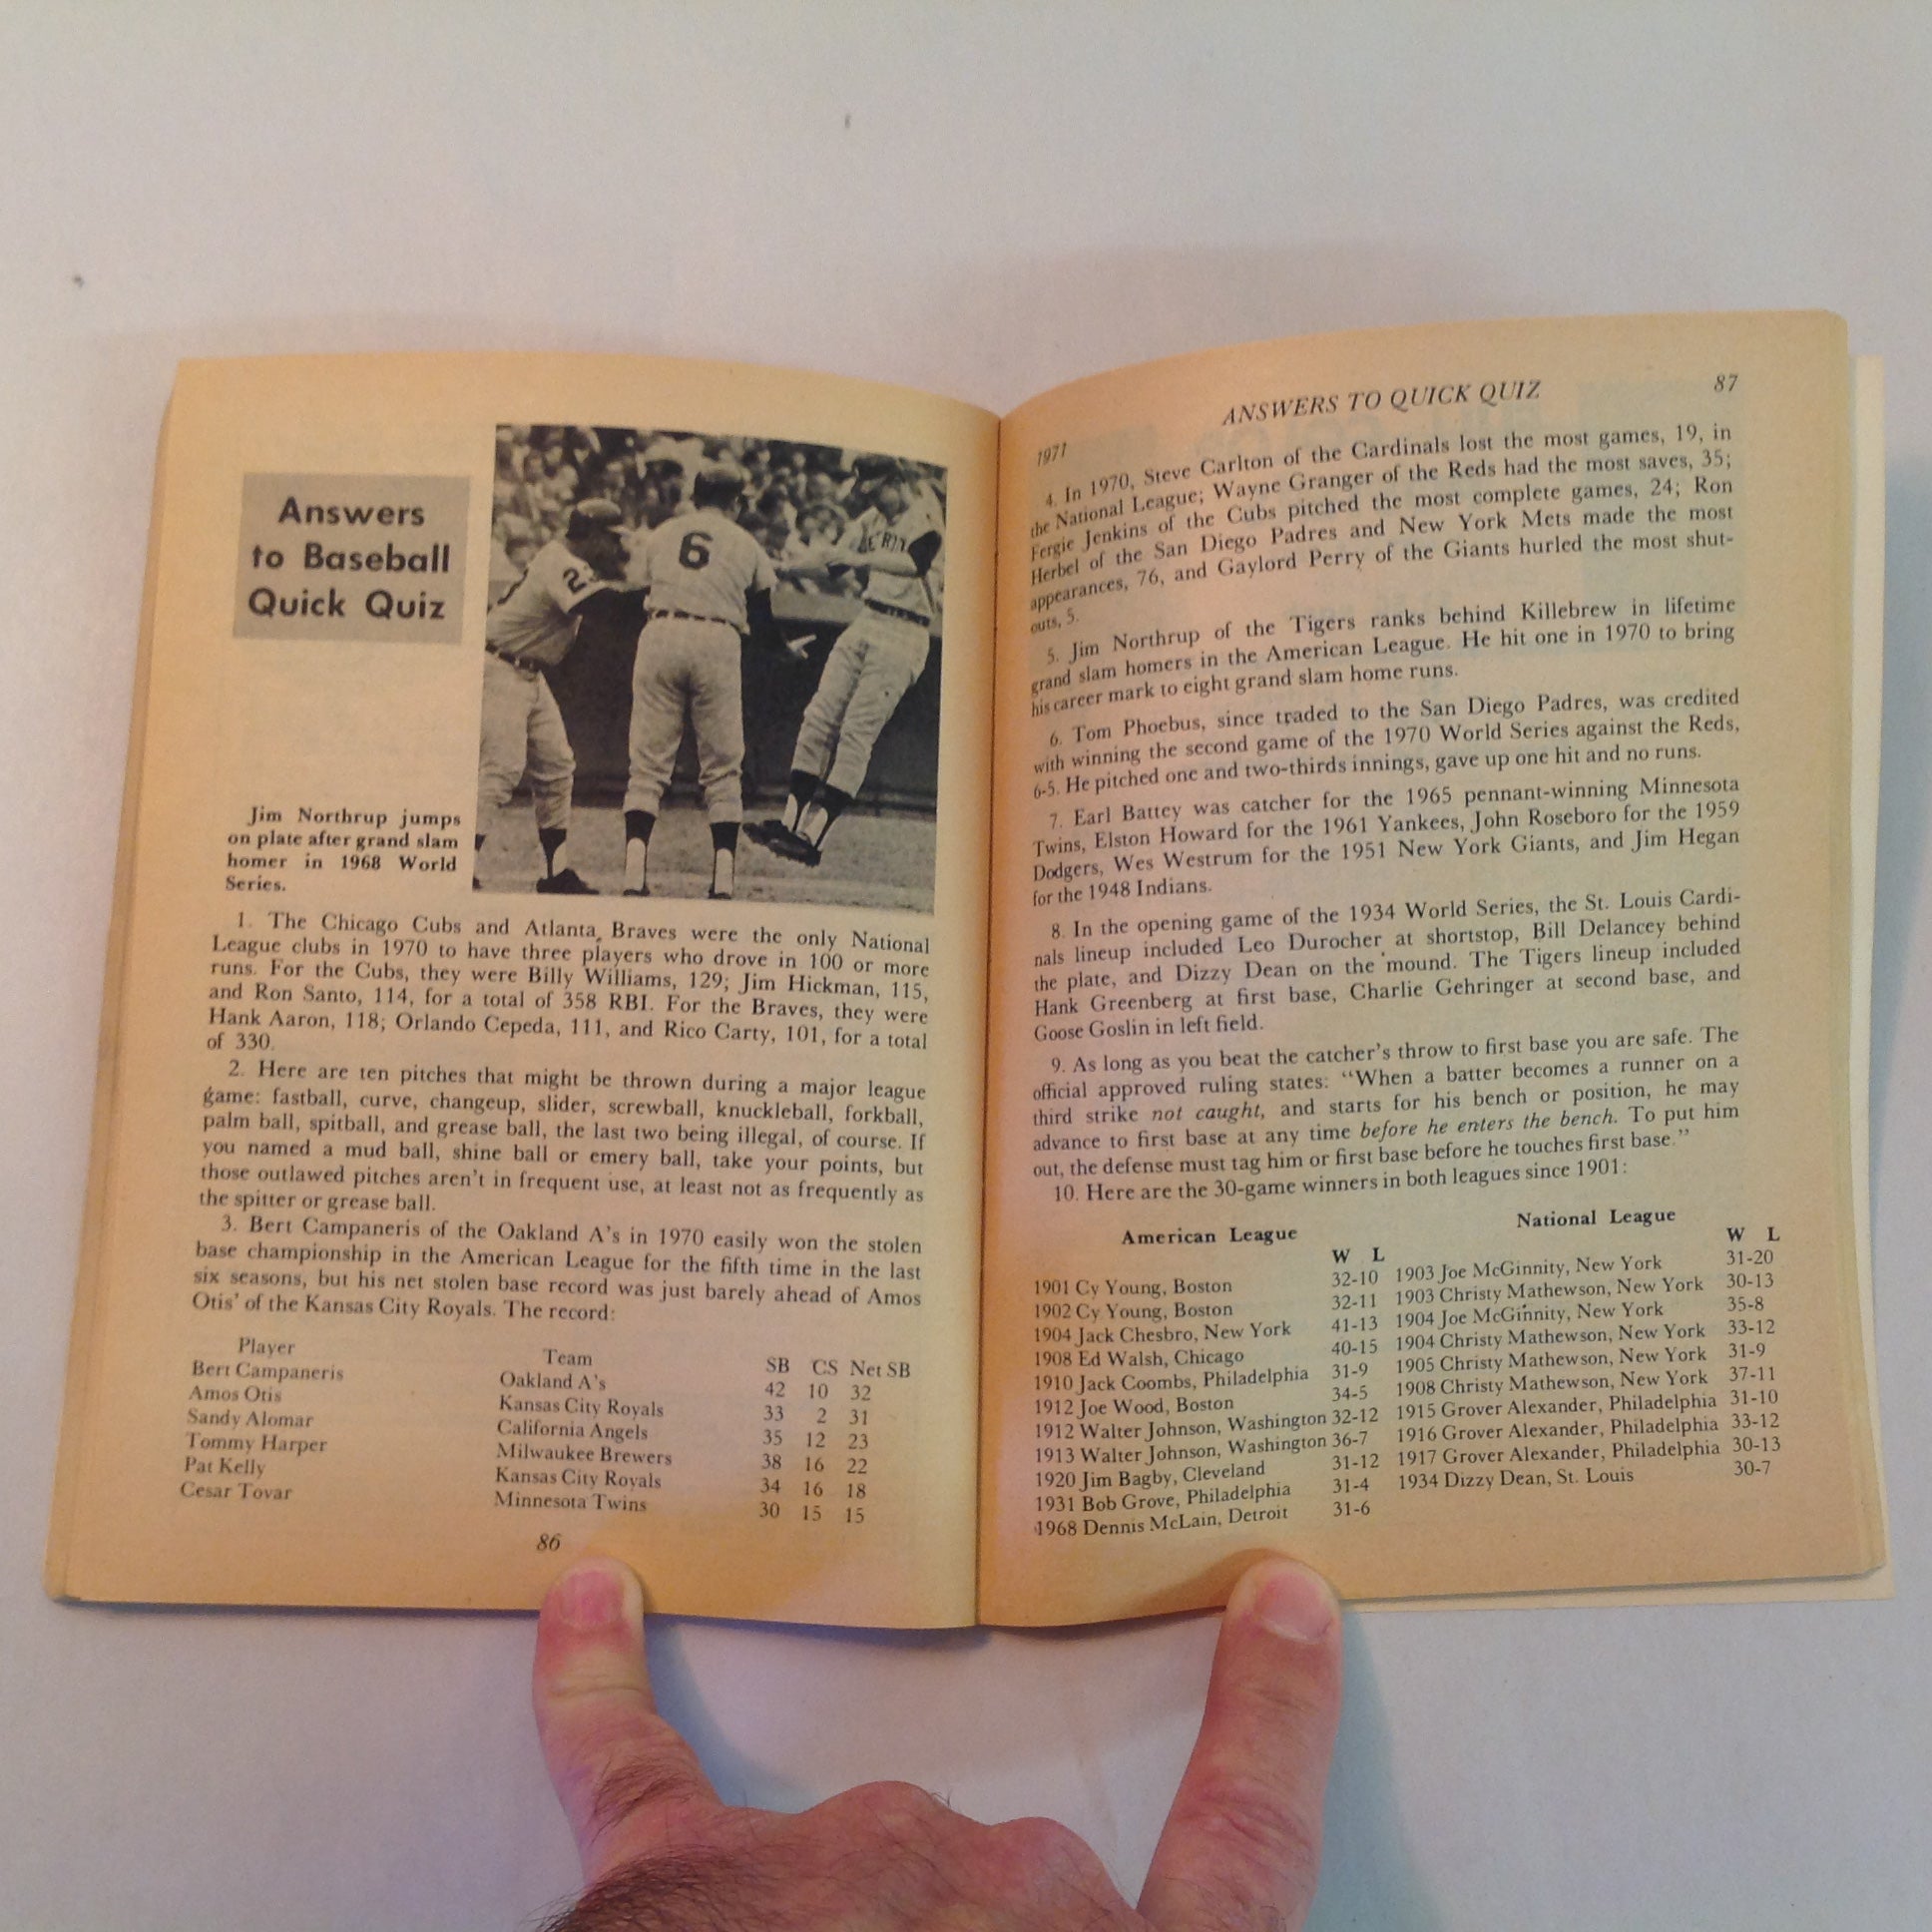 Answers
to Baseball
Quick Quiz
2
6
Jim Northrup jumps
on plate after grand slam
homer in 1968 World
Series.
1. The Chicago Cubs and Atlanta Braves were the only National
League clubs in 1970 to have three players who drove in 100 or more
runs. For the Cubs, they were Billy Williams, 129; Jim Hickman, 115,
and Ron Santo, 114, for a total of 358 RBI. For the Braves, they were
Hank Aaron, 118; Orlando Cepeda, 111, and Rico Carty, 101, for a total
of 330.
2. Here are ten pitches that might be thrown during a major league
game: fastball, curve, changeup, slider, screwball, knuckleball, forkball,
palm ball, spitball, and grease ball, the last two being illegal, of course. If
you named a mud ball, shine ball or emery ball, take your points, but
those outlawed pitches aren't in frequent use, at least not as frequently as
the spitter or grease ball.
3. Bert Campaneris of the Oakland A's in 1970 easily won the stolen
base championship in the American League for the fifth time in the last
six seasons, but his net stolen base record was just barely ahead of Amos
Otis' of the Kansas City Royals. The record:
Player Team SB CS Net SB
Bert Campaneris Oakland A's 42 10 32
Amos Otis Kansas City Royals 33 2 31
Sandy Alomar California Angels 35 12 23
Tommy Harper Milwaukee Brewers 38 16 22
Pat Kelly Kansas City Royals 34 16 18
Cesar Tovar Minnesota Twins 30 15 15
86
ANSWERS TO QUICK QUIZ 87
1971
4. In 1970, Steve Carlton of the Cardinals lost the most games, 19, in
the National League; Wayne Granger of the Reds had the most saves, 35;
Fergie Jenkins of the Cubs pitched the most complete games, 24; Ron
Herbel of the San Diego Padres and New York Mets made the most
appearances, 76, and Gaylord Perry of the Giants hurled the most shut-
outs, 5.
5. Jim Northrup of the Tigers ranks behind Killebrew in lifetime
grand slam homers in the American League. He hit one in 1970 to bring
his career mark to eight grand slam home runs.
6. Tom Phoebus, since traded to the San Diego Padres, was credited
with winning the second game of the 1970 World Series against the Reds,
6-5. He pitched one and two-thirds innings, gave up one hit and no runs.
7. Earl Battey was catcher for the 1965 pennant-winning Minnesota
Twins, Elston Howard for the 1961 Yankees, John Roseboro for the 1959
Dodgers, Wes Westrum for the 1951 New York Giants, and Jim Hegan
for the 1948 Indians.
8. In the opening game of the 1934 World Series, the St. Louis Cardi-
nals lineup included Leo Durocher at shortstop, Bill Delancey behind
the plate, and Dizzy Dean on the mound. The Tigers lineup included
Hank Greenberg at first base, Charlie Gehringer at second base, and
Goose Goslin in left field.
9. As long as you beat the catcher's throw to first base you are safe. The
official approved ruling states: "When a batter becomes a runner on a
third strike not caught, and starts for his bench or position, he may
advance to first base at any time before he enters the bench. To put him
out, the defense must tag him or first base before he touches first base."
10. Here are the 30-game winners in both leagues since 1901:
American League
W L
1901 Cy Young, Boston 32-10
1902 Cy Young, Boston 32-11
1904 Jack Chesbro, New York 41-13
1908 Ed Walsh, Chicago 40-15
1910 Jack Coombs, Philadelphia 31-9
1912 Joe Wood, Boston 34-5
1912 Walter Johnson, Washington 32-12
1913 Walter Johnson, Washington 36-7
1920 Jim Bagby, Cleveland 31-12
1931 Bob Grove, Philadelphia 31-4
1968 Dennis McLain, Detroit 31-6
National League
W L
1903 Joe McGinnity, New York 31-20
1903 Christy Mathewson, New York 30-13
1904 Joe McGinnity, New York 35-8
1904 Christy Mathewson, New York 33-12
1905 Christy Mathewson, New York 31-9
1908 Christy Mathewson, New York 37-11
1915 Grover Alexander, Philadelphia 31-10
1916 Grover Alexander, Philadelphia 33-12
1917 Grover Alexander, Philadelphia 30-13
1934 Dizzy Dean, St. Louis 30-7